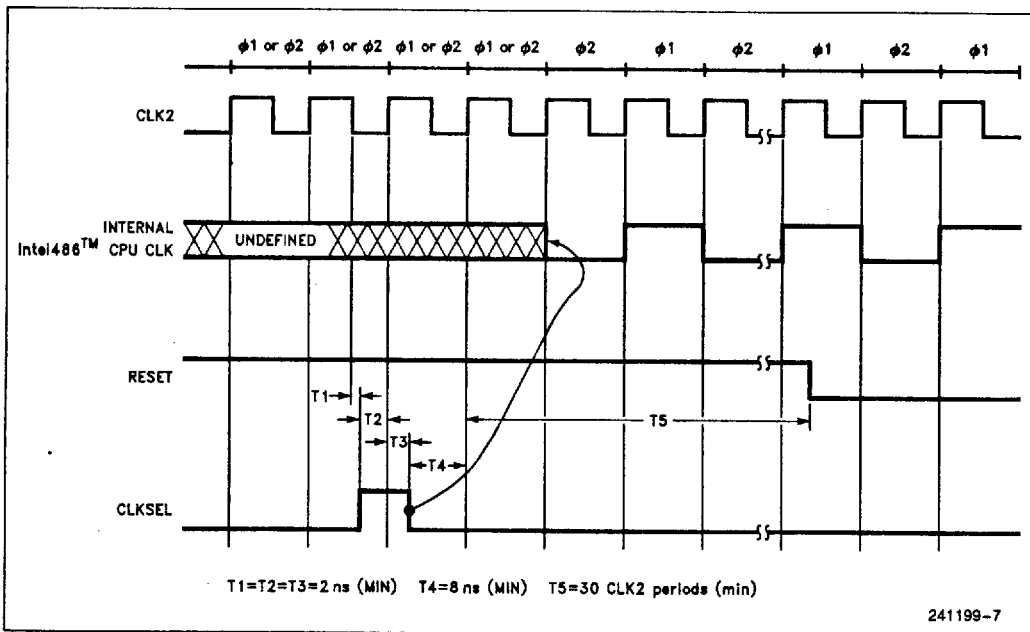 ϕ1 or ϕ2 ϕ1 or ϕ2 ϕ1 or ϕ2 ϕ1 or ϕ2 ϕ2 ϕ1 ϕ2 ϕ1 ϕ2 ϕ1
CLK2
INTERNAL
Intel486™ CPU CLK
UNDEFINED
RESET
T1
T2
T3
T4
T5
CLKSEL
T1=T2=T3=2 ns (MIN) T4=8 ns (MIN) T5=30 CLK2 periods (min)
241199-7